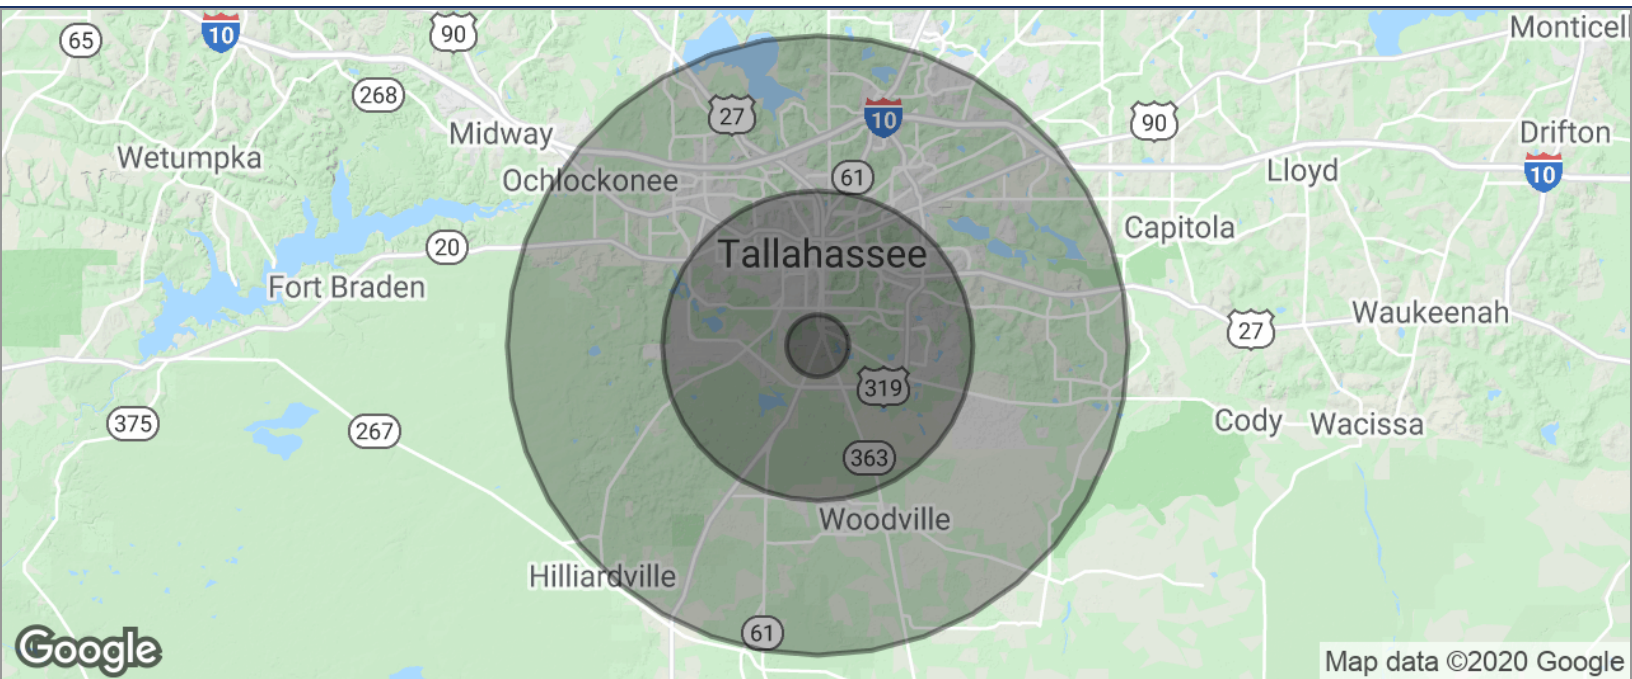 65
10
90
Monticell
268
27
10
90
Midway
Drifton
Wetumpka
61
Lloyd
10
Ochlockonee
Capitola
20
Tallahassee
Fort Braden
27
Waukeenah
319
375
267
Cody
Wacissa
363
Woodville
Hilliardville
61
Google
Map data ©2020 Google